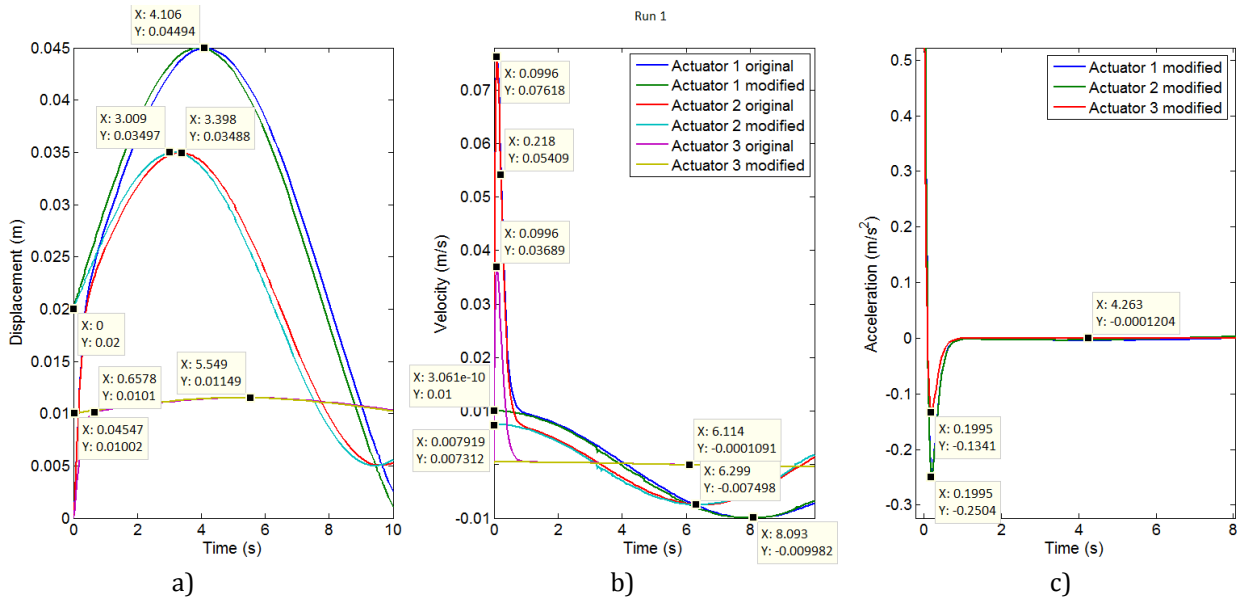 Run 1
X: 4.106
Y: 0.04494
0.045
0.04
0.035
0.03
0.025
0.02
0.015
0.01
0.005
0
Displacement (m)
X: 3.009
Y: 0.03497
X: 3.398
Y: 0.03488
X: 0
Y: 0.02
X: 0.6578
Y: 0.0101
X: 5.549
Y: 0.01149
X: 0.04547
Y: 0.01002
0 2 4 6 8 10
Time (s)
a)
0.07
0.06
0.05
0.04
0.03
0.02
0.01
-0.01
Velocity (m/s)
Actuator 1 original
Actuator 1 modified
Actuator 2 original
Actuator 2 modified
Actuator 3 original
Actuator 3 modified
X: 0.0996
Y: 0.07618
X: 0.218
Y: 0.05409
X: 0.0996
Y: 0.03689
X: 3.061e-10
Y: 0.01
X: 0.007919
Y: 0.007312
X: 6.114
Y: -0.0001091
X: 6.299
Y: -0.007498
X: 8.093
Y: -0.009982
0 2 4 6 8
Time (s)
b)
0.5
0.4
0.3
0.2
0.1
0
-0.1
-0.2
-0.3
Acceleration (m/s²)
Actuator 1 modified
Actuator 2 modified
Actuator 3 modified
X: 4.263
Y: -0.0001204
X: 0.1995
Y: -0.1341
X: 0.1995
Y: -0.2504
0 2 4 6 8
Time (s)
c)